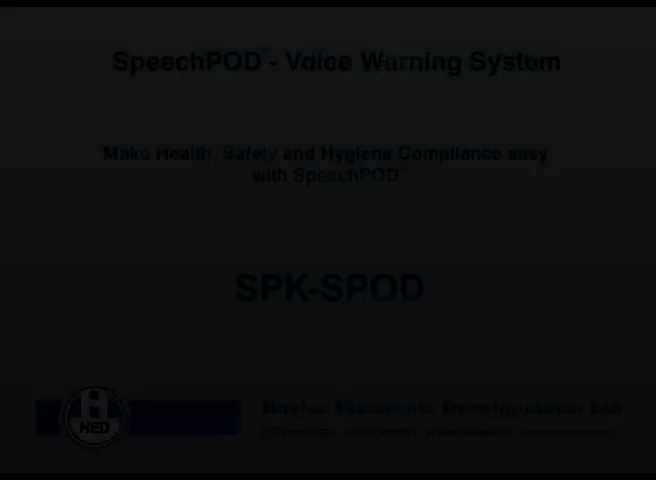 SpeechPOD® - Voice Warning System
Make Health, Safety and Hygiene Compliance easy
with SpeechPOD®
SPK-SPOD
HED
Electronic Developments Ltd